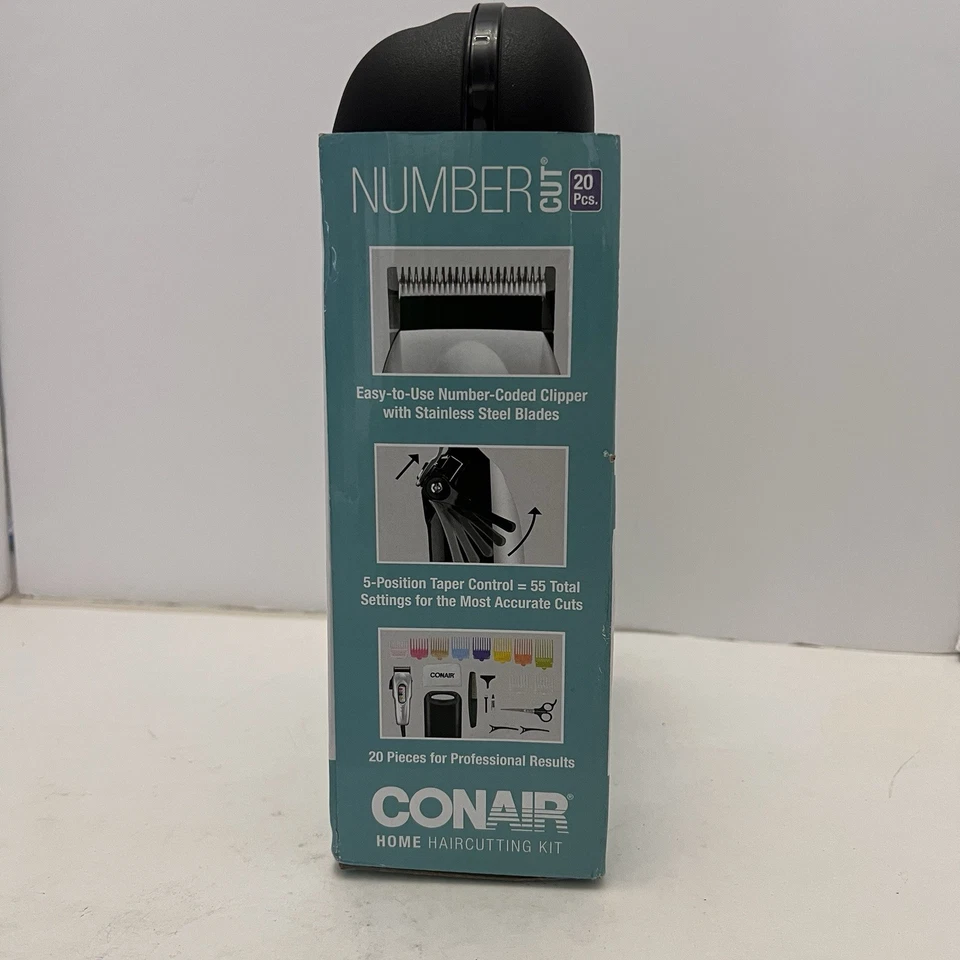 NUMBER CUT® 20 Pcs.
Easy-to-Use Number-Coded Clipper
with Stainless Steel Blades
5-Position Taper Control = 55 Total
Settings for the Most Accurate Cuts
CONAIR
20 Pieces for Professional Results
CONAIR®
HOME HAIRCUTTING KIT